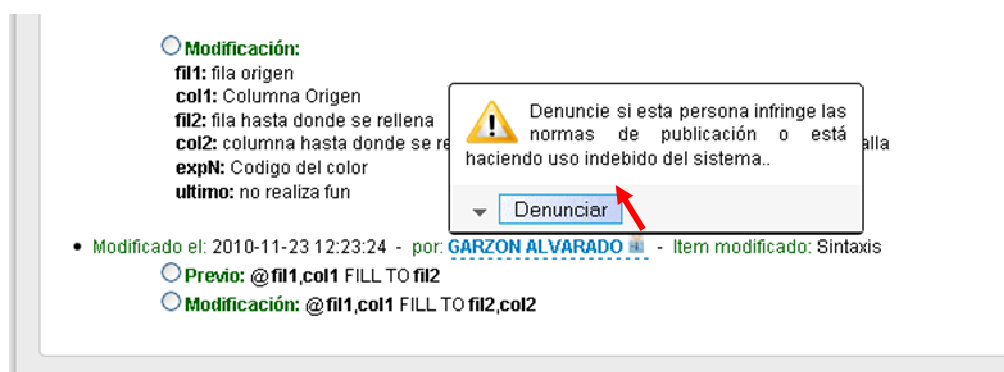 Modificación:
fil1: fila origen
col1: Columna Origen
fil2: fila hasta donde se rellena
col2: columna hasta donde se re
alla
expN: Codigo del color
ultimo: no realiza fun
Denuncie si esta persona infringe las
normas de publicación o está
haciendo uso indebido del sistema..
Denunciar
Modificado el: 2010-11-23 12:23:24 - por: GARZON ALVARADO - Item modificado: Sintaxis
Previo: @fil1,col1 FILL TO fil2
Modificación: @fil1,col1 FILL TO fil2,col2